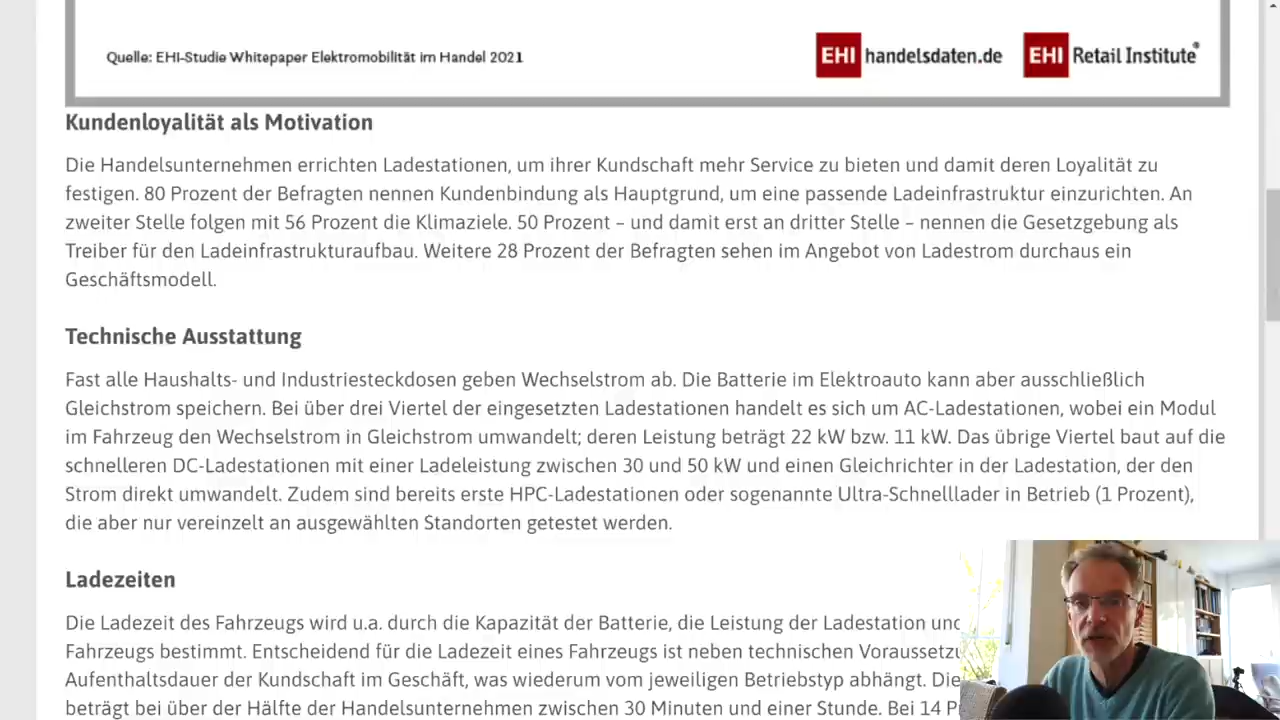 Quelle: EHI-Studie Whitepaper Elektromobilität im Handel 2021
EHI handelsdaten.de
EHI Retail Institute®
Kundenloyalität als Motivation
Die Handelsunternehmen errichten Ladestationen, um ihrer Kundschaft mehr Service zu bieten und damit deren Loyalität zu
festigen. 80 Prozent der Befragten nennen Kundenbindung als Hauptgrund, um eine passende Ladeinfrastruktur einzurichten. An
zweiter Stelle folgen mit 56 Prozent die Klimaziele. 50 Prozent – und damit erst an dritter Stelle – nennen die Gesetzgebung als
Treiber für den Ladeinfrastrukturaufbau. Weitere 28 Prozent der Befragten sehen im Angebot von Ladestrom durchaus ein
Geschäftsmodell.
Technische Ausstattung
Fast alle Haushalts- und Industriesteckdosen geben Wechselstrom ab. Die Batterie im Elektroauto kann aber ausschließlich
Gleichstrom speichern. Bei über drei Viertel der eingesetzten Ladestationen handelt es sich um AC-Ladestationen, wobei ein Modul
im Fahrzeug den Wechselstrom in Gleichstrom umwandelt; deren Leistung beträgt 22 kW bzw. 11 kW. Das übrige Viertel baut auf die
schnelleren DC-Ladestationen mit einer Ladeleistung zwischen 30 und 50 kW und einen Gleichrichter in der Ladestation, der den
Strom direkt umwandelt. Zudem sind bereits erste HPC-Ladestationen oder sogenannte Ultra-Schnelllader in Betrieb (1 Prozent),
die aber nur vereinzelt an ausgewählten Standorten getestet werden.
Ladezeiten
Die Ladezeit des Fahrzeugs wird u.a. durch die Kapazität der Batterie, die Leistung der Ladestation
Fahrzeugs bestimmt. Entscheidend für die Ladezeit eines Fahrzeugs ist neben technischen
Aufenthaltsdauer der Kundschaft im Geschäft, was wiederum vom jeweiligen Betriebstyp abhängt. Die
beträgt bei über der Hälfte der Handelsunternehmen zwischen 30 Minuten und einer Stunde. Bei 14